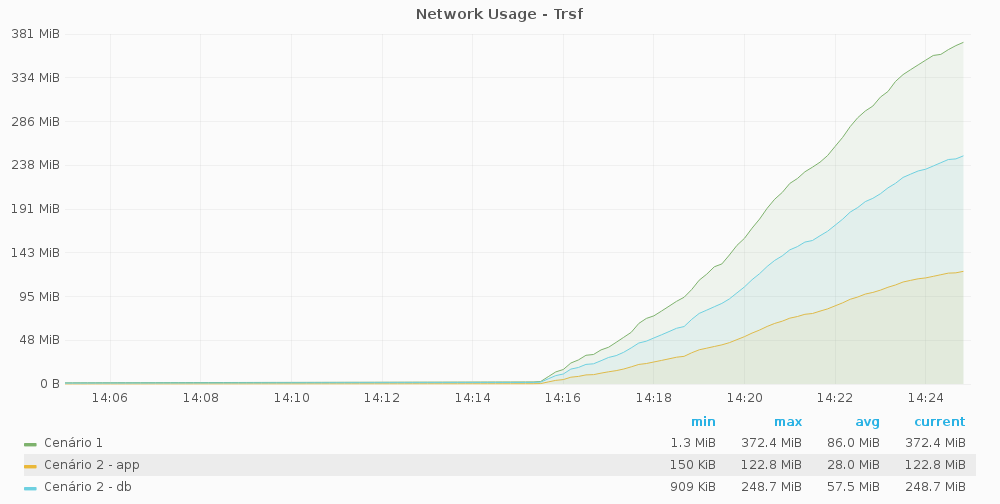 Network Usage - Trsf
381 MiB
334 MiB
286 MiB
238 MiB
191 MiB
143 MiB
95 MiB
48 MiB
0 B
14:06 14:08 14:10 14:12 14:14 14:16 14:18 14:20 14:22 14:24
min max avg current
Cenário 1 1.3 MiB 372.4 MiB 86.0 MiB 372.4 MiB
Cenário 2 - app 150 KiB 122.8 MiB 28.0 MiB 122.8 MiB
Cenário 2 - db 909 KiB 248.7 MiB 57.5 MiB 248.7 MiB